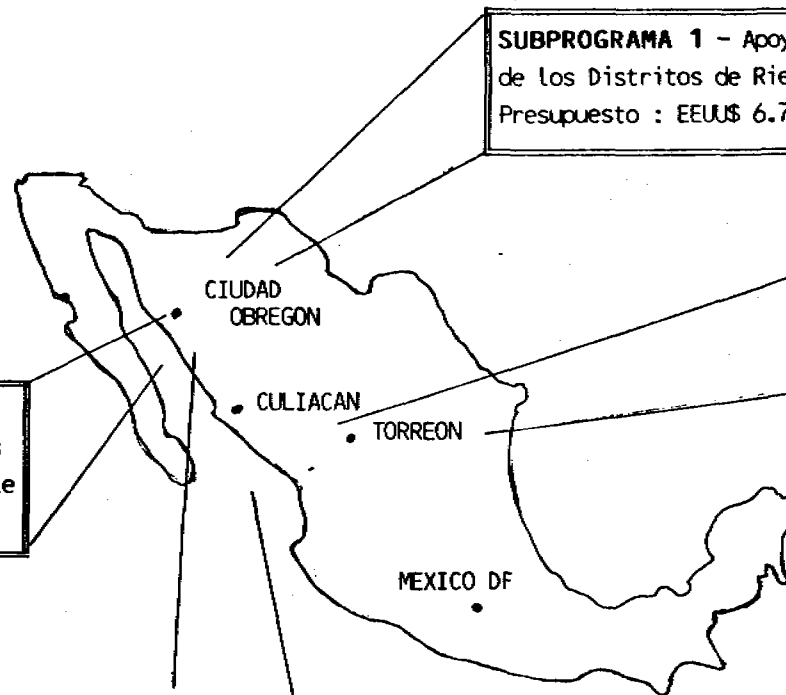 SUBPROGRAMA 1 - Apoy
de los Distritos de Rie
Presupuesto : EEUU$ 6.7
CIUDAD
OBREGON
CULIACAN
TORREON
MEXICO DF